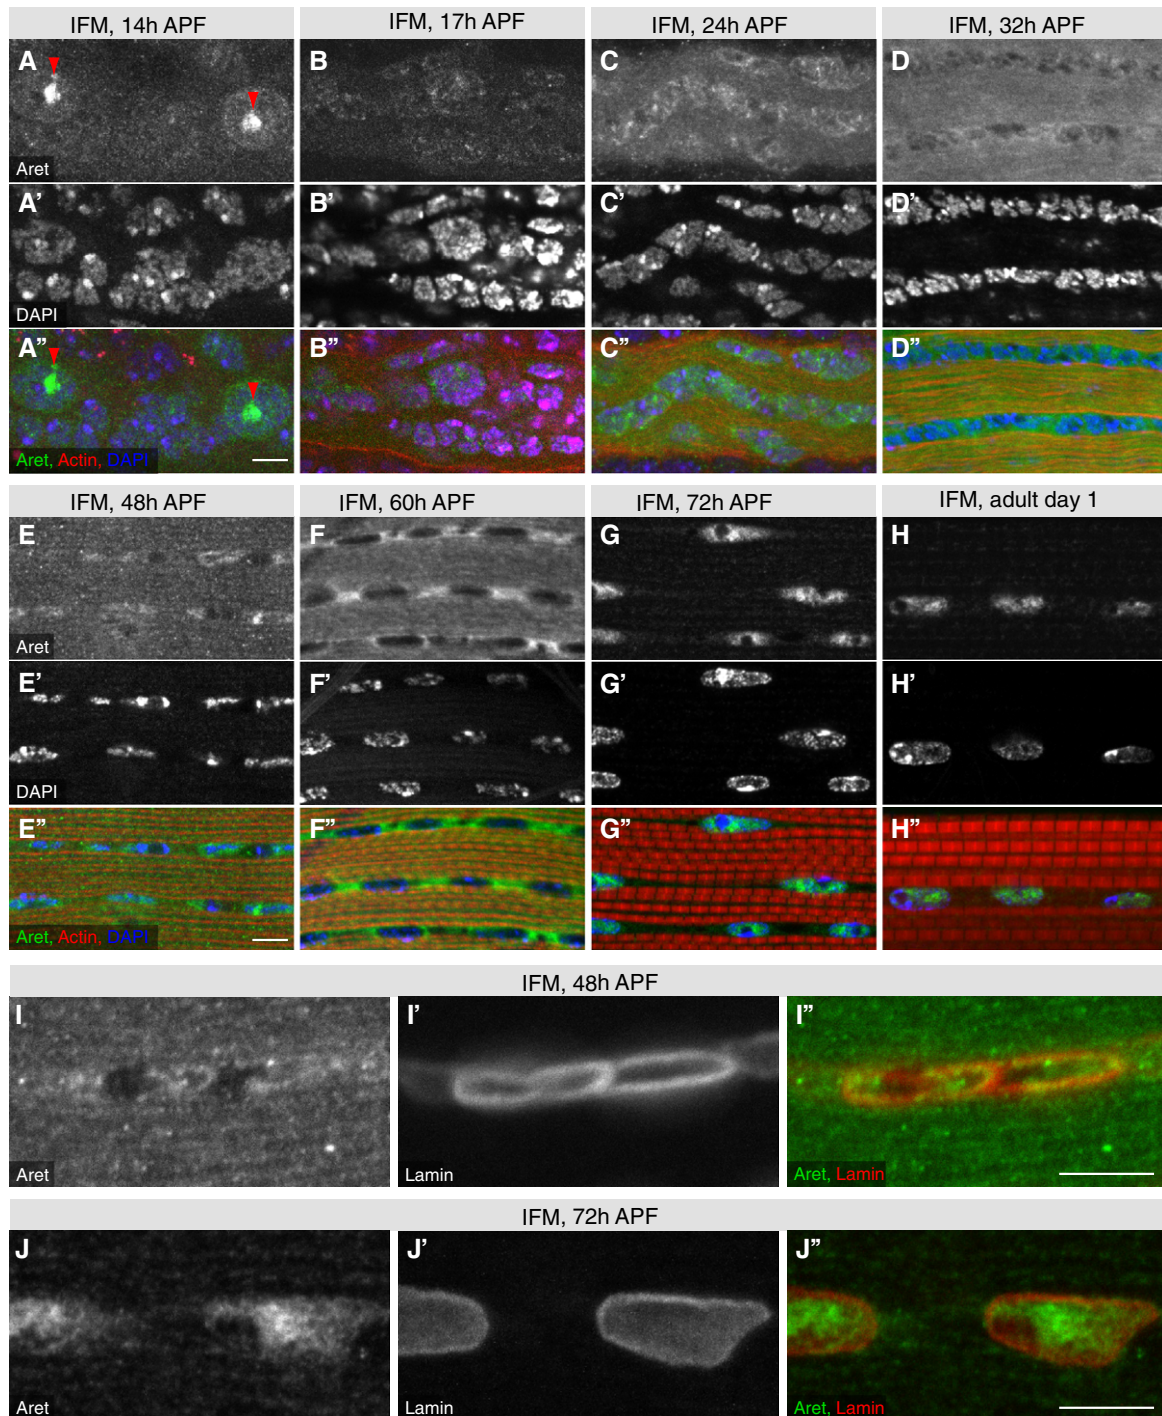 IFM, 14h APF IFM, 17h APF IFM, 24h APF IFM, 32h APF
A B C D
Aret
A' B' C' D'
DAPI
A" B" C" D"
Aret, Actin, DAPI
IFM, 48h APF IFM, 60h APF IFM, 72h APF IFM, adult day 1
E F G H
Aret
E' F' G' H'
DAPI
E" F" G" H"
Aret, Actin, DAPI
IFM, 48h APF
I I' I"
Aret Lamin Aret, Lamin
IFM, 72h APF
J J' J"
Aret Lamin Aret, Lamin